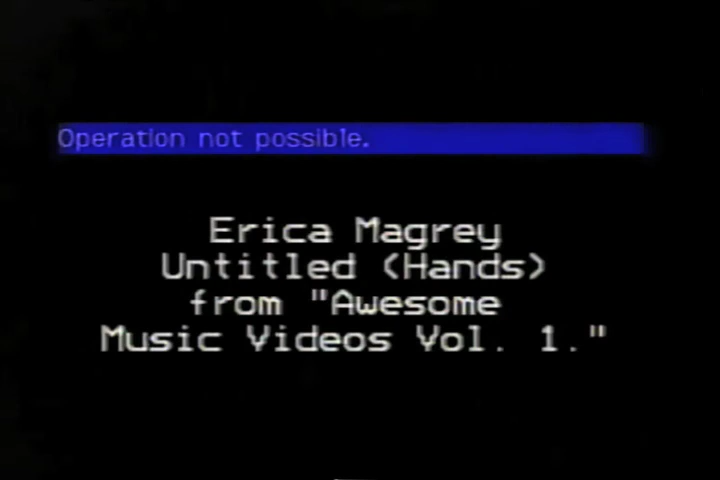 Operation not possible.
Erica Magrey
Untitled (Hands)
from "Awesome
Music Videos Vol. 1."